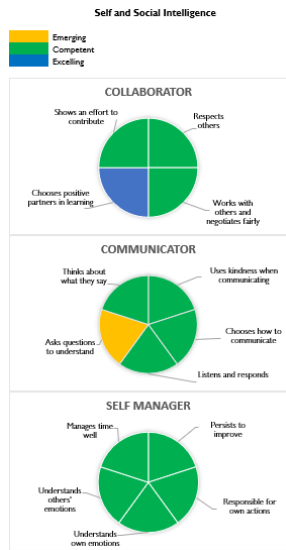 Self and Social Intelligence
Emerging
Competent
Excelling
COLLABORATOR
Shows an effort to
contribute
Respects
others
Chooses positive
partners in learning
Works with
others and
negotiates fairly
COMMUNICATOR
Thinks about
what they say
Uses kindness when
communicating
Asks questions
to understand
Chooses how to
communicate
Listens and responds
SELF MANAGER
Manages time
well
Persists to
improve
Understands
others'
emotions
Responsible for
own actions
Understands
own emotions